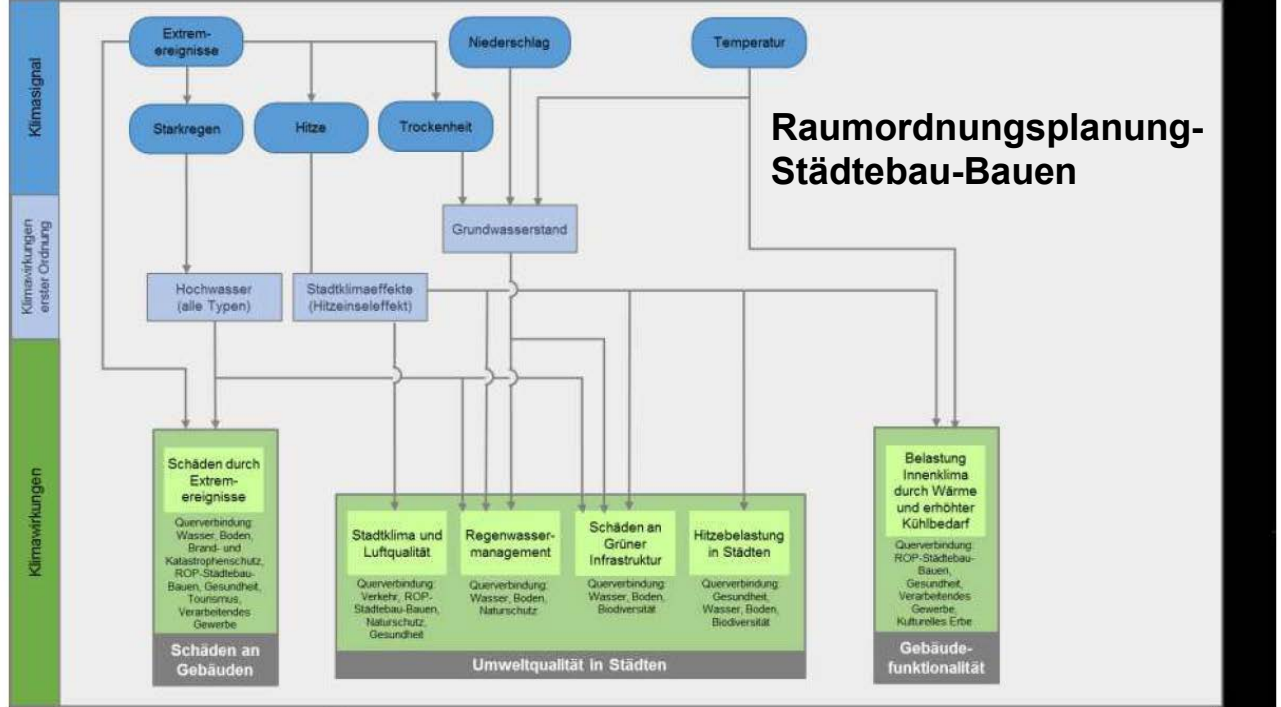 Klimasignal
Extrem-
ereignisse
Niederschlag
Temperatur
Starkregen
Hitze
Trockenheit
Raumordnungsplanung-
Städtebau-Bauen
Klimawirkungen
erster Ordnung
Grundwasserstand
Hochwasser
(alle Typen)
Stadtklimaeffekte
(Hitzeinseleffekt)
Klimawirkungen
Schäden durch
Extrem-
ereignisse
Querverbindung:
Wasser, Boden,
Brand- und
Katastrophenschutz,
ROP-Städtebau-
Bauen, Gesundheit,
Tourismus,
Verarbeitendes
Gewerbe
Schäden an
Gebäuden
Stadtklima und
Luftqualität
Querverbindung:
Verkehr, ROP-
Städtebau-Bauen,
Naturschutz,
Gesundheit
Regenwasser-
management
Querverbindung:
Wasser, Boden,
Naturschutz
Schäden an
Grüner
Infrastruktur
Querverbindung:
Wasser, Boden,
Biodiversität
Hitzebelastung
in Städten
Querverbindung:
Gesundheit,
Wasser, Boden,
Biodiversität
Umweltqualität in Städten
Belastung
Innenklima
durch Wärme
und erhöhter
Kühlbedarf
Querverbindung:
ROP-Städtebau-
Bauen,
Gesundheit,
Verarbeitendes
Gewerbe,
Kulturelles Erbe
Gebäude-
funktionalität